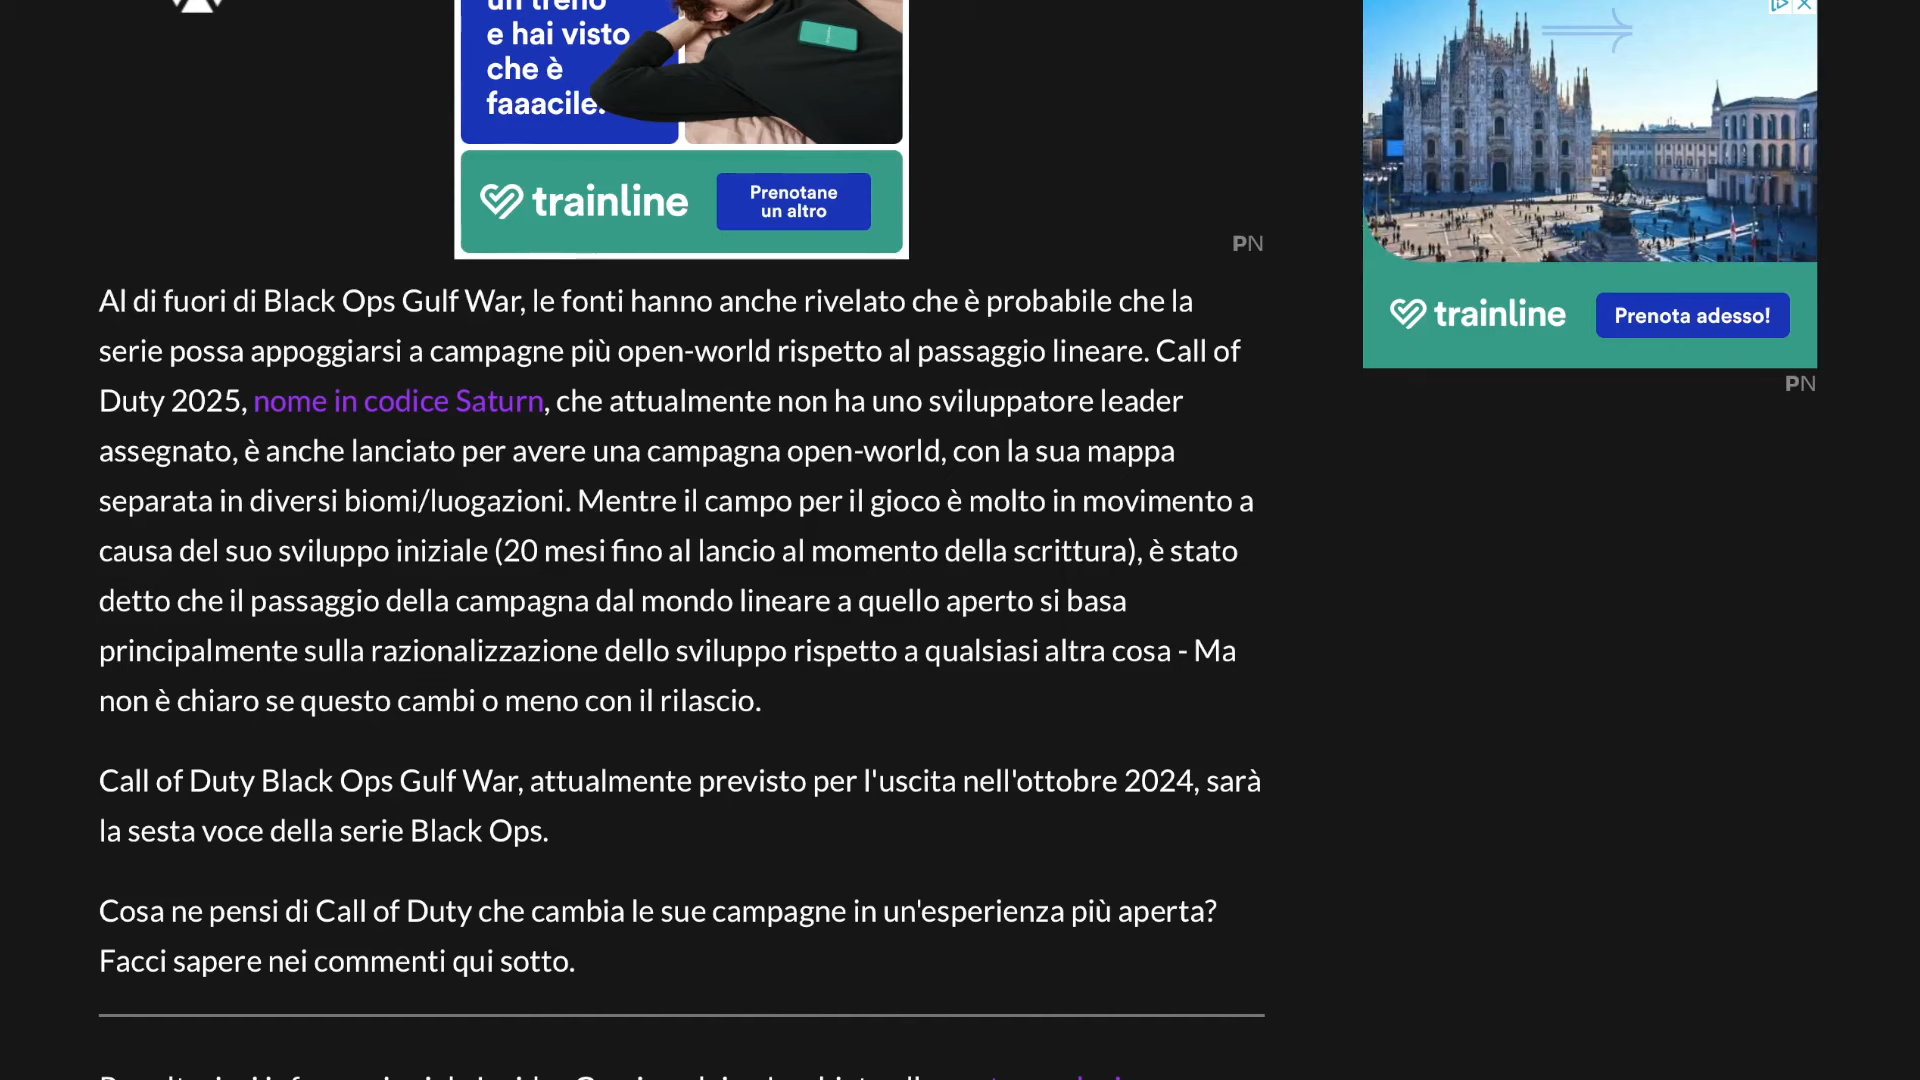 un treno
e hai visto
che è
faaacile.
trainline
Prenotane
un altro
PN
trainline
Prenota adesso!
PN
Al di fuori di Black Ops Gulf War, le fonti hanno anche rivelato che è probabile che la
serie possa appoggiarsi a campagne più open-world rispetto al passaggio lineare. Call of
Duty 2025, nome in codice Saturn, che attualmente non ha uno sviluppatore leader
assegnato, è anche lanciato per avere una campagna open-world, con la sua mappa
separata in diversi biomi/luogazioni. Mentre il campo per il gioco è molto in movimento a
causa del suo sviluppo iniziale (20 mesi fino al lancio al momento della scrittura), è stato
detto che il passaggio della campagna dal mondo lineare a quello aperto si basa
principalmente sulla razionalizzazione dello sviluppo rispetto a qualsiasi altra cosa - Ma
non è chiaro se questo cambi o meno con il rilascio.
Call of Duty Black Ops Gulf War, attualmente previsto per l'uscita nell'ottobre 2024, sarà
la sesta voce della serie Black Ops.
Cosa ne pensi di Call of Duty che cambia le sue campagne in un'esperienza più aperta?
Facci sapere nei commenti qui sotto.